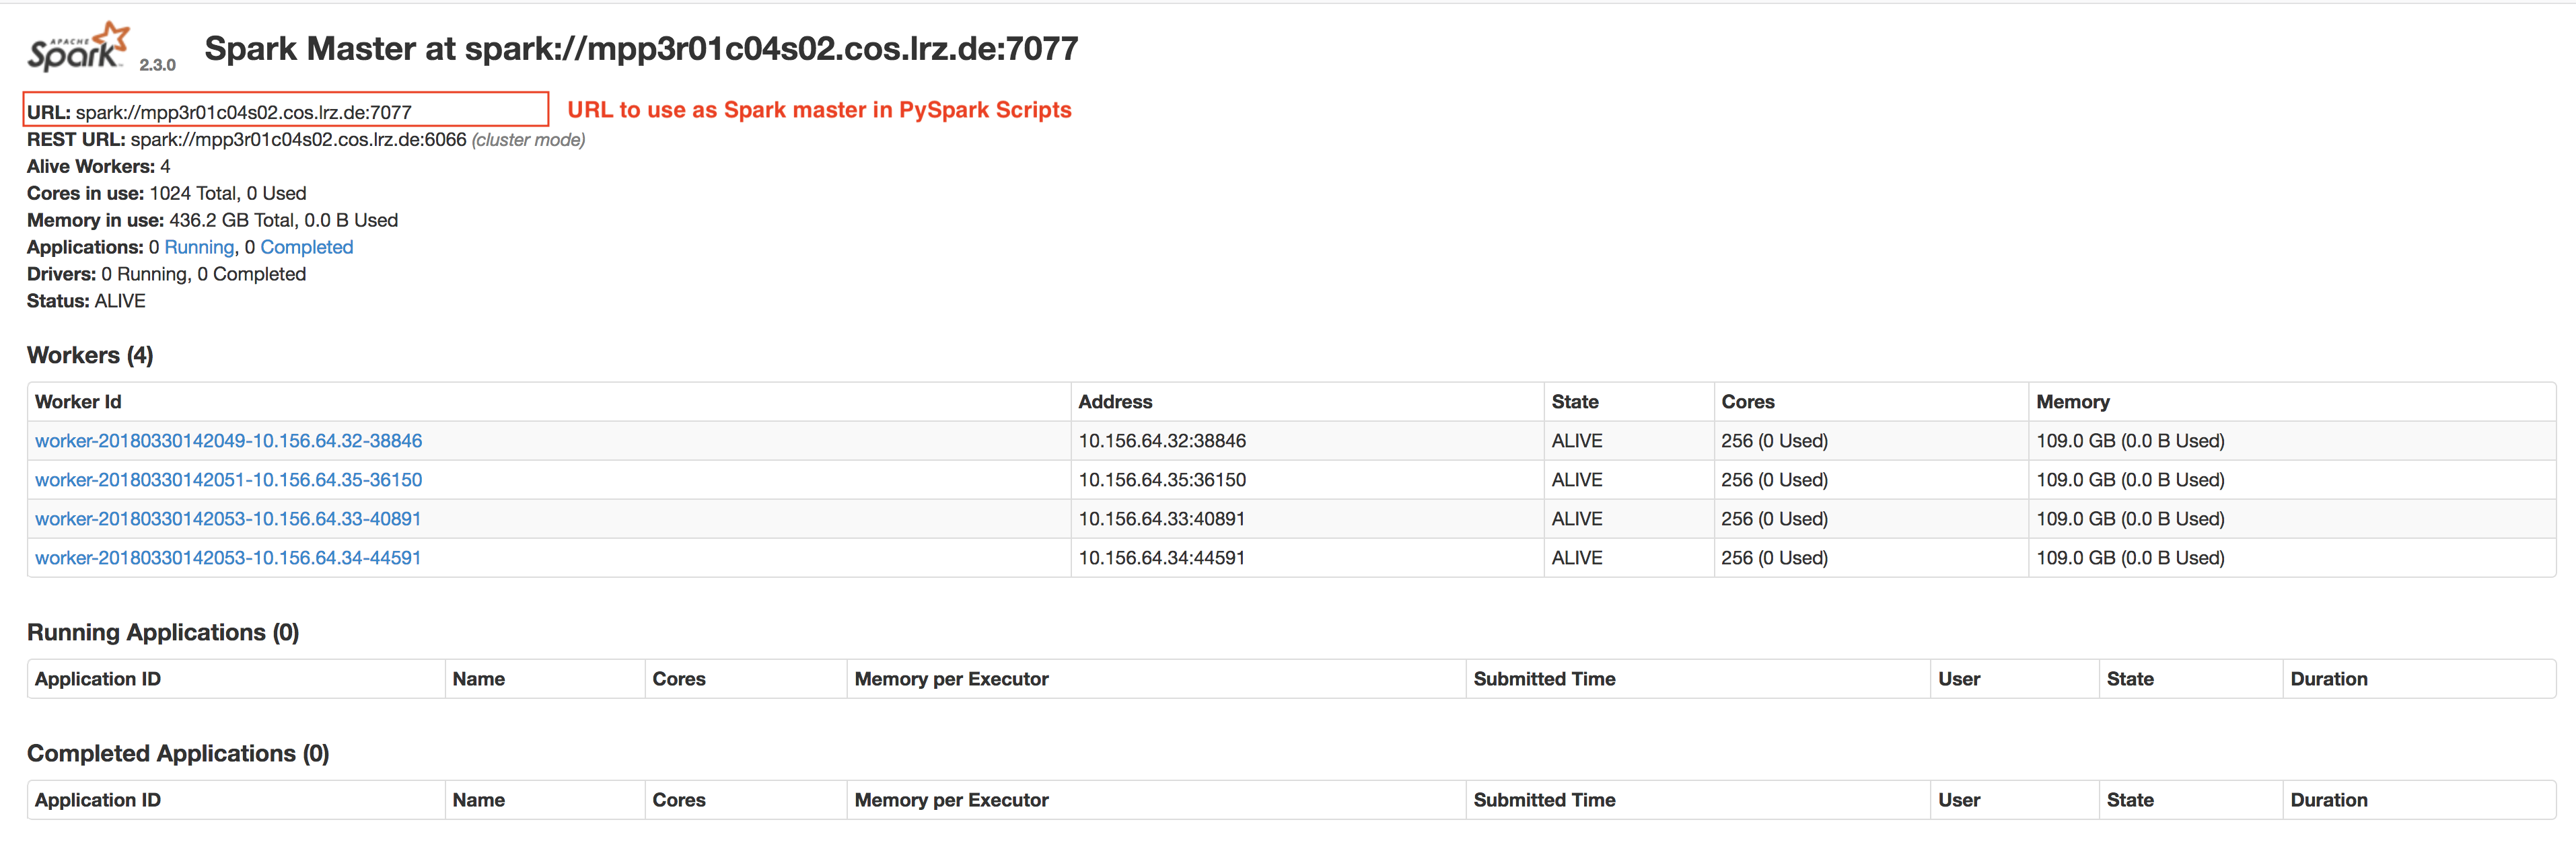 APACHE Spark 2.3.0 Spark Master at spark://mpp3r01c04s02.cos.lrz.de:7077
URL: spark://mpp3r01c04s02.cos.lrz.de:7077 URL to use as Spark master in PySpark Scripts
REST URL: spark://mpp3r01c04s02.cos.lrz.de:6066 (cluster mode)
Alive Workers: 4
Cores in use: 1024 Total, 0 Used
Memory in use: 436.2 GB Total, 0.0 B Used
Applications: 0 Running, 0 Completed
Drivers: 0 Running, 0 Completed
Status: ALIVE
Workers (4)
Worker Id Address State Cores Memory
worker-20180330142049-10.156.64.32-38846 10.156.64.32:38846 ALIVE 256 (0 Used) 109.0 GB (0.0 B Used)
worker-20180330142051-10.156.64.35-36150 10.156.64.35:36150 ALIVE 256 (0 Used) 109.0 GB (0.0 B Used)
worker-20180330142053-10.156.64.33-40891 10.156.64.33:40891 ALIVE 256 (0 Used) 109.0 GB (0.0 B Used)
worker-20180330142053-10.156.64.34-44591 10.156.64.34:44591 ALIVE 256 (0 Used) 109.0 GB (0.0 B Used)
Running Applications (0)
Application ID Name Cores Memory per Executor Submitted Time User State Duration
Completed Applications (0)
Application ID Name Cores Memory per Executor Submitted Time User State Duration